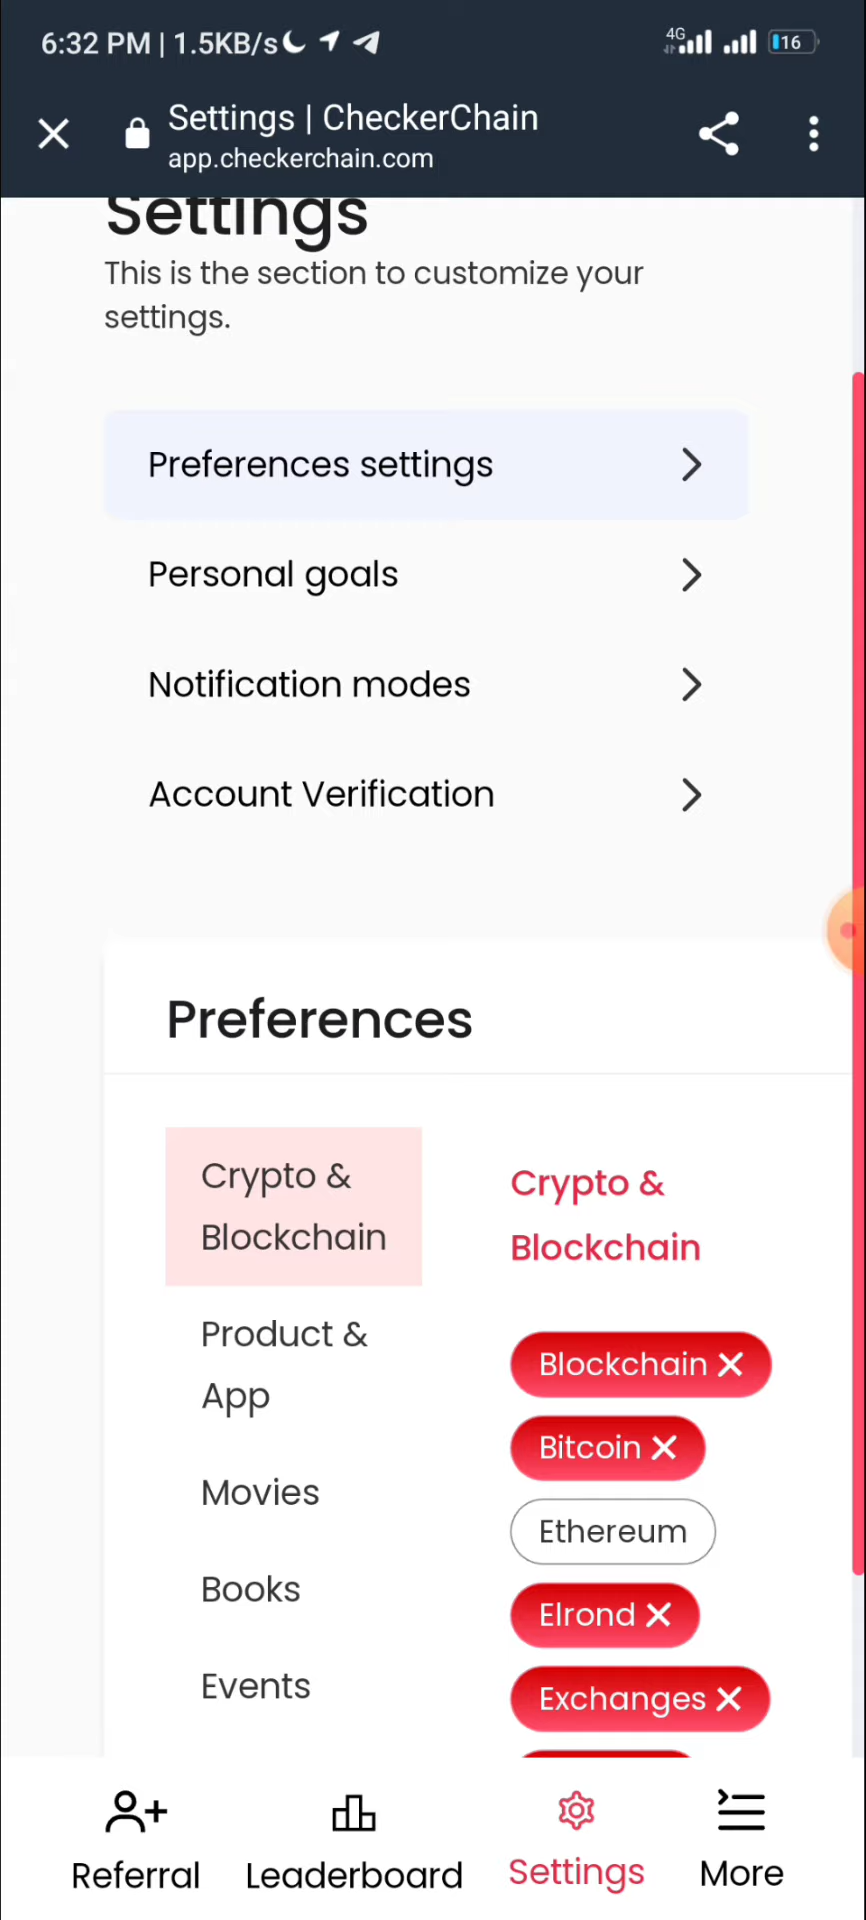 6:32 PM | 1.5KB/s
4G
16
Settings | CheckerChain
app.checkerchain.com
Settings
This is the section to customize your
settings.
Preferences settings
Personal goals
Notification modes
Account Verification
Preferences
Crypto &
Blockchain
Product &
App
Movies
Books
Events
Crypto &
Blockchain
Blockchain
Bitcoin
Ethereum
Elrond
Exchanges
Referral
Leaderboard
Settings
More